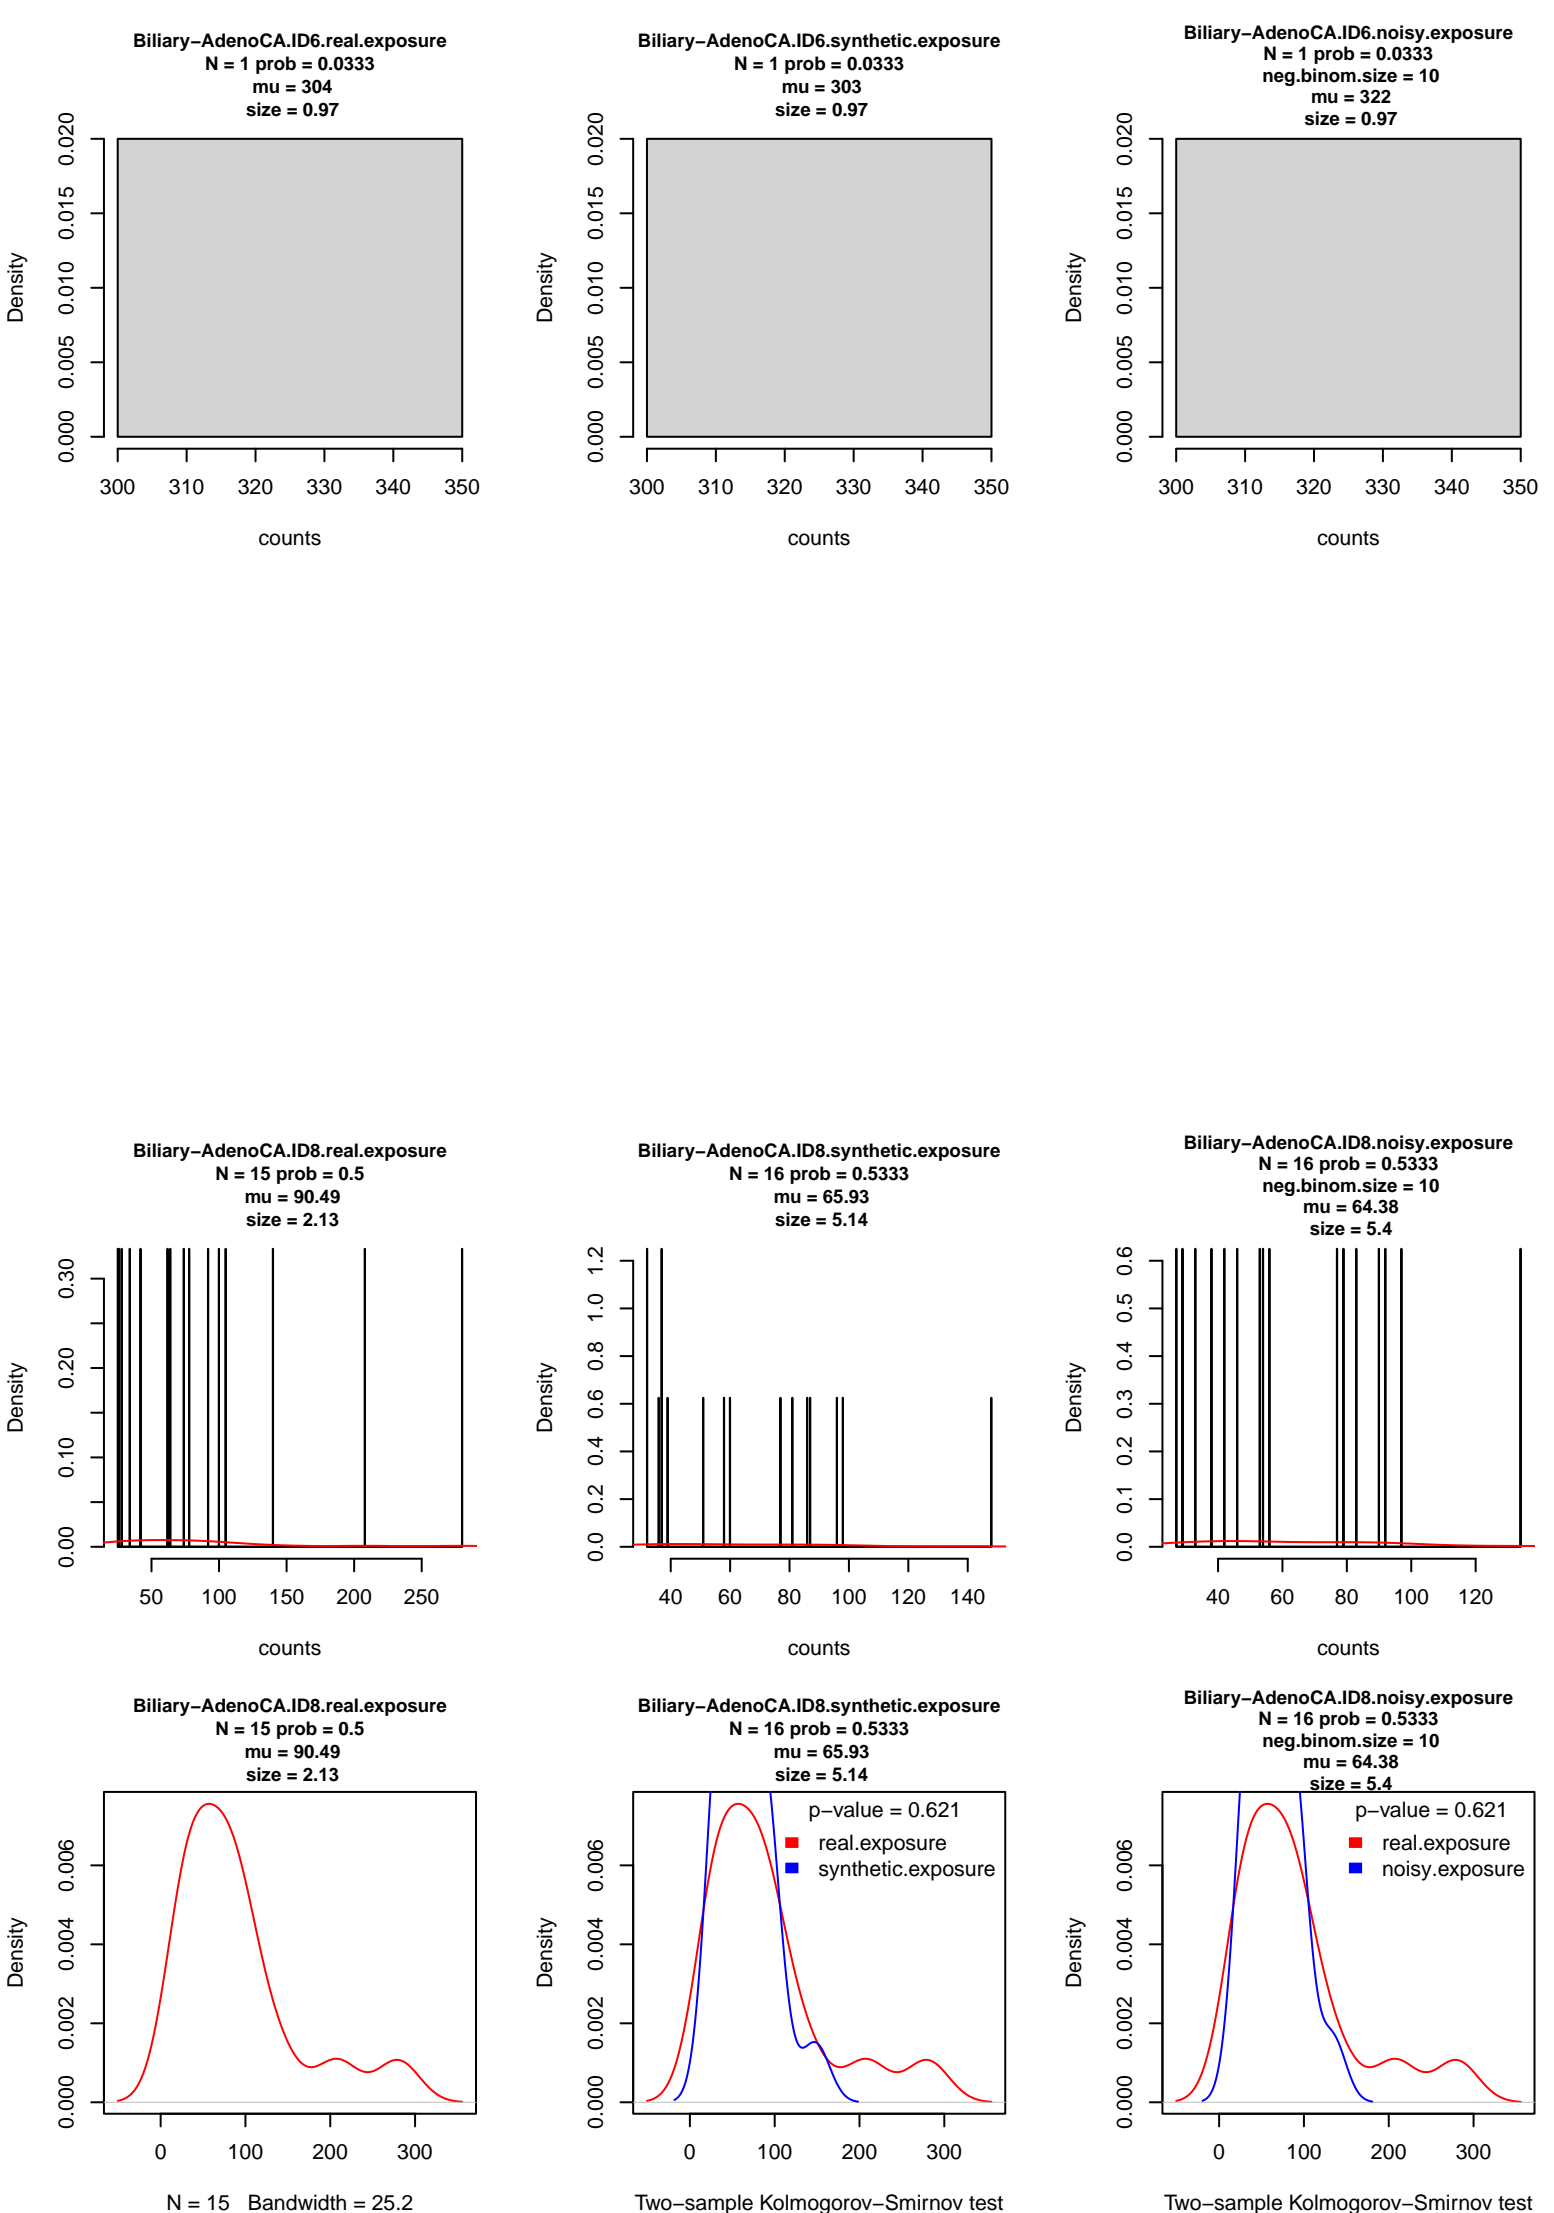 Biliary−AdenoCA.ID6.real.exposure
N = 1 prob = 0.0333
mu = 304
size = 0.97
Density
0.000 0.005 0.010 0.015 0.020
300 310 320 330 340 350
counts
Biliary−AdenoCA.ID6.synthetic.exposure
N = 1 prob = 0.0333
mu = 303
size = 0.97
Density
0.000 0.005 0.010 0.015 0.020
300 310 320 330 340 350
counts
Biliary−AdenoCA.ID6.noisy.exposure
N = 1 prob = 0.0333
neg.binom.size = 10
mu = 322
size = 0.97
Density
0.000 0.005 0.010 0.015 0.020
300 310 320 330 340 350
counts
Biliary−AdenoCA.ID8.real.exposure
N = 15 prob = 0.5
mu = 90.49
size = 2.13
Density
0.00 0.10 0.20 0.30
50 100 150 200 250
counts
Biliary−AdenoCA.ID8.synthetic.exposure
N = 16 prob = 0.5333
mu = 65.93
size = 5.14
Density
0.0 0.2 0.4 0.6 0.8 1.0 1.2
40 60 80 100 120 140
counts
Biliary−AdenoCA.ID8.noisy.exposure
N = 16 prob = 0.5333
neg.binom.size = 10
mu = 64.38
size = 5.4
Density
0.0 0.1 0.2 0.3 0.4 0.5 0.6
40 60 80 100 120
counts
Biliary−AdenoCA.ID8.real.exposure
N = 15 prob = 0.5
mu = 90.49
size = 2.13
Density
0.000 0.002 0.004 0.006
0 100 200 300
N = 15 Bandwidth = 25.2
Biliary−AdenoCA.ID8.synthetic.exposure
N = 16 prob = 0.5333
mu = 65.93
size = 5.14
p−value = 0.621
real.exposure
synthetic.exposure
Density
0.000 0.002 0.004 0.006
0 100 200 300
Two−sample Kolmogorov−Smirnov test
Biliary−AdenoCA.ID8.noisy.exposure
N = 16 prob = 0.5333
neg.binom.size = 10
mu = 64.38
size = 5.4
p−value = 0.621
real.exposure
noisy.exposure
Density
0.000 0.002 0.004 0.006
0 100 200 300
Two−sample Kolmogorov−Smirnov test